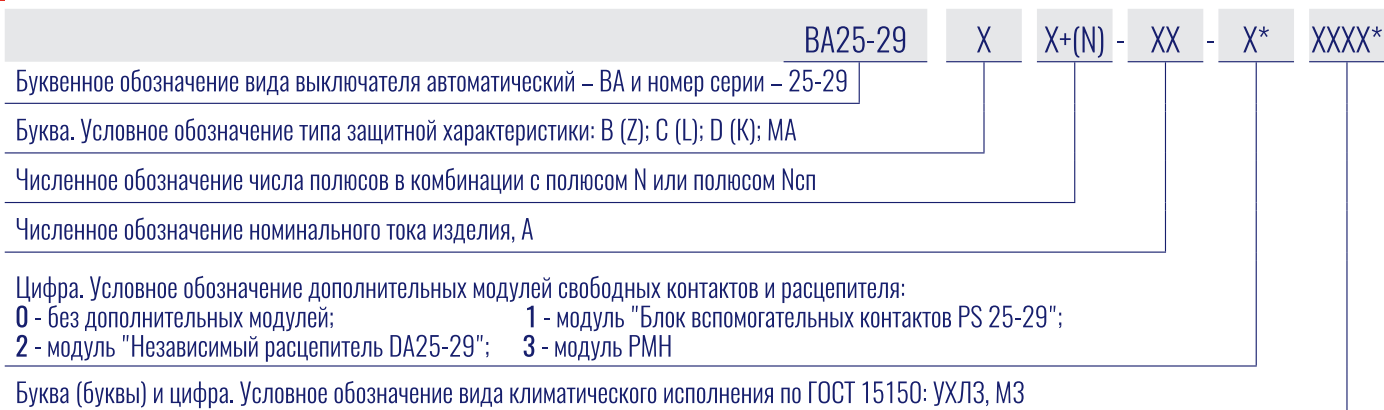 ВА25-29 X X+(N) - XX - X* XXXX*
Буквенное обозначение вида выключателя автоматический – ВА и номер серии – 25-29
Буква. Условное обозначение типа защитной характеристики: B (Z); C (L); D (K); MA
Численное обозначение числа полюсов в комбинации с полюсом N или полюсом Nсп
Численное обозначение номинального тока изделия, А
Цифра. Условное обозначение дополнительных модулей свободных контактов и расцепителя:
0 - без дополнительных модулей; 1 - модуль "Блок вспомогательных контактов PS 25-29";
2 - модуль "Независимый расцепитель DA25-29"; 3 - модуль РМН
Буква (буквы) и цифра. Условное обозначение вида климатического исполнения по ГОСТ 15150: УХЛ3, М3